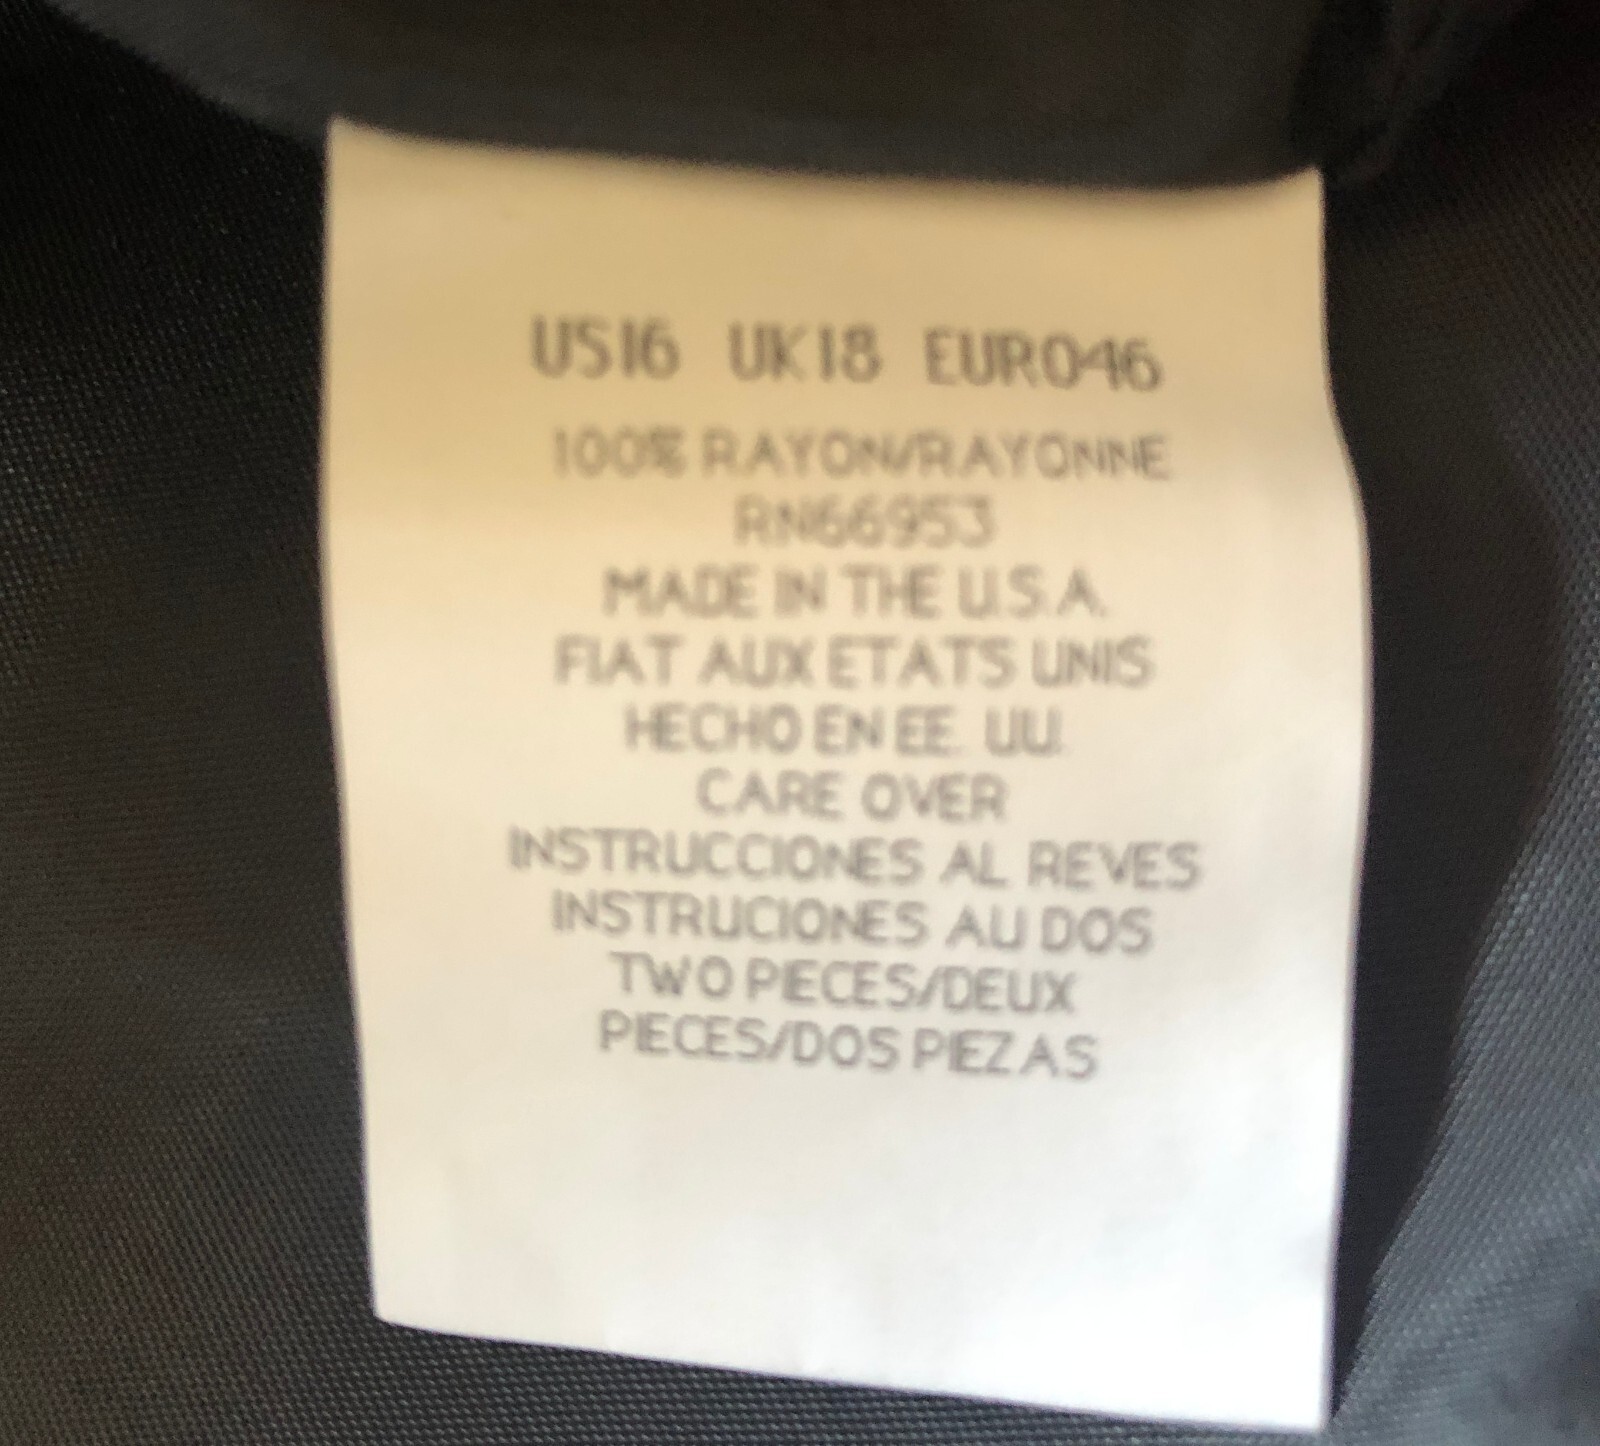 US16 UK18 EURO46
100% RAYON/RAYONNE
RN66953
MADE IN THE U.S.A.
FIAT AUX ETATS UNIS
HECHO EN EE. UU.
CARE OVER
INSTRUCCIONES AL REVES
INSTRUCIONES AU DOS
TWO PIECES/DEUX
PIECES/DOS PIEZAS